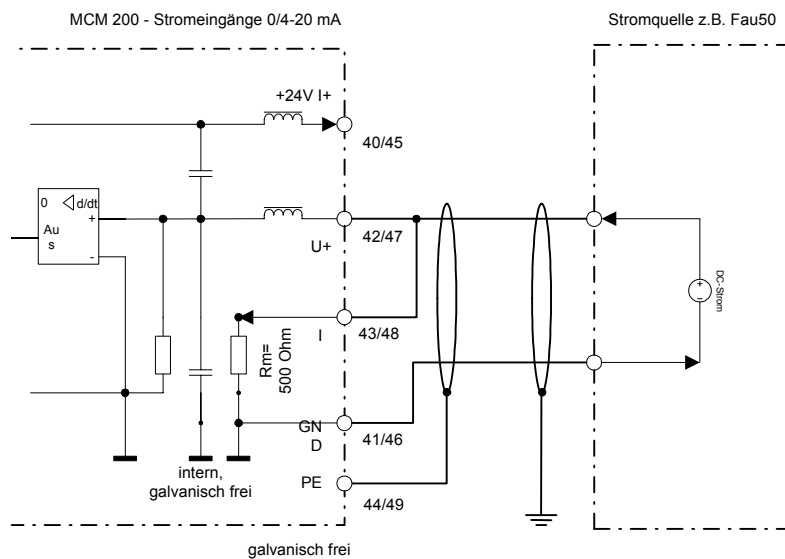 MCM 200 - Stromeingänge 0/4-20 mA
Stromquelle z.B. Fau50
+24V I+
40/45
0 d/dt
+
Au
s
-
42/47
U+
DC-Strom
+
−
I
43/48
Rm=
500 Ohm
GN
D
41/46
intern,
galvanisch frei
PE
44/49
galvanisch frei